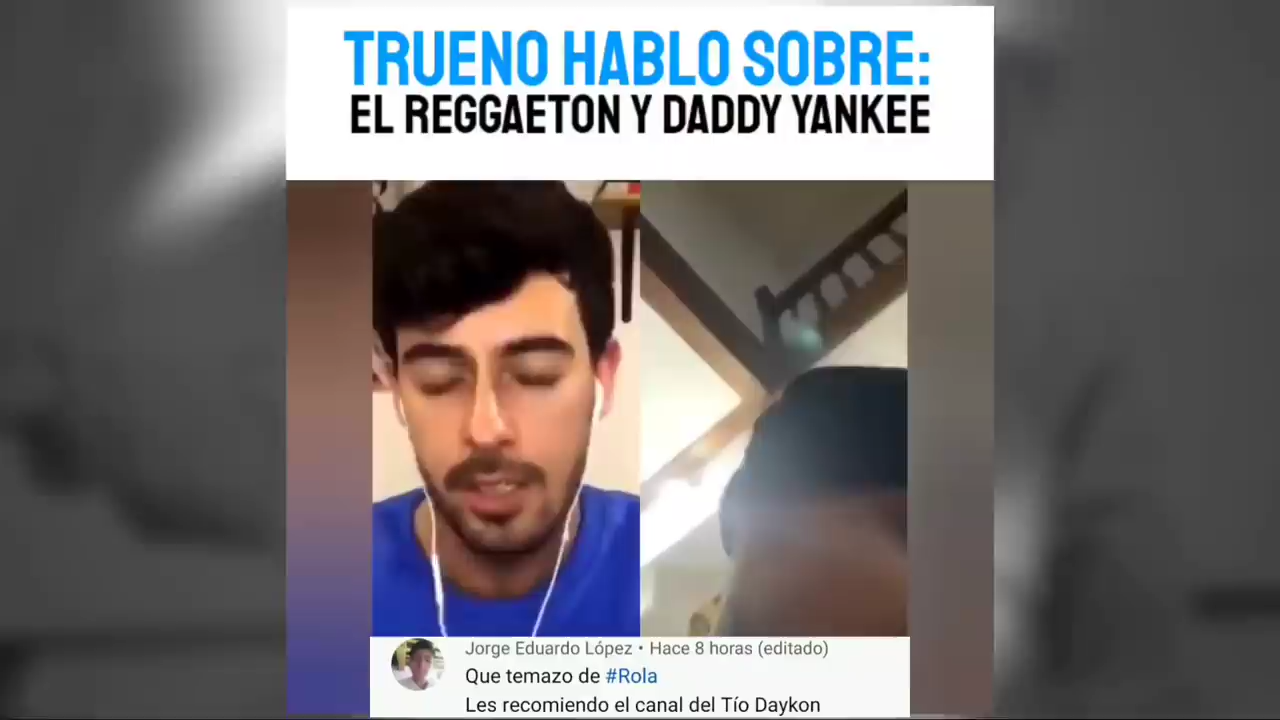 TRUENO HABLO SOBRE:
EL REGGAETON Y DADDY YANKEE
Jorge Eduardo López • Hace 8 horas (editado)
Que temazo de #Rola
Les recomiendo el canal del Tío Daykon